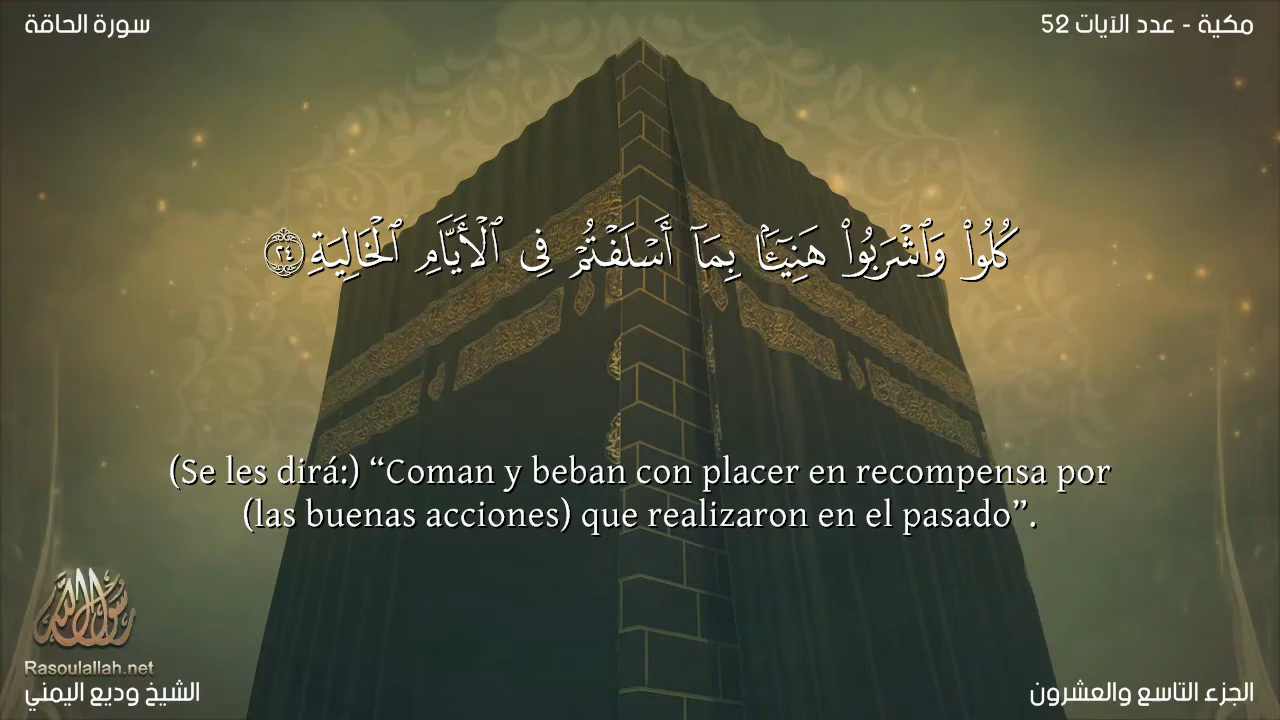 مكية - عدد الآيات 52
سورة الحاقة
كُلُوا۟ وَٱشْرَبُوا۟ هَنِيٓـًٔۢا بِمَآ أَسْلَفْتُمْ فِى ٱلْأَيَّامِ ٱلْخَالِيَةِ ٢٤
(Se les dirá:) “Coman y beban con placer en recompensa por
(las buenas acciones) que realizaron en el pasado”.
رسول الله
Rasoulallah.net
الجزء التاسع والعشرون
الشيخ وديع اليمني